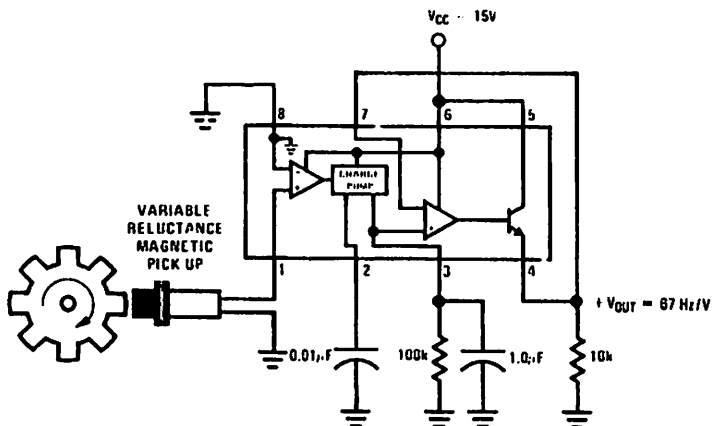 VCC - 15V
8
7
6
5
CHARGE
PUMP
VARIABLE
RELUCTANCE
MAGNETIC
PICK UP
1
2
3
4
+ VOUT = 67 Hz/V
0.01µF
100k
1.0µF
10k